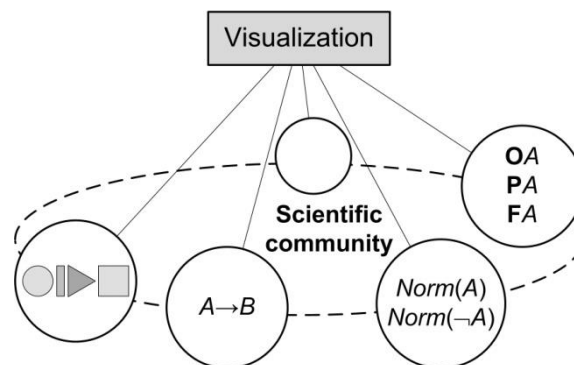 Visualization
OA
PA
FA
Scientific
community
A→B
Norm(A)
Norm(¬A)